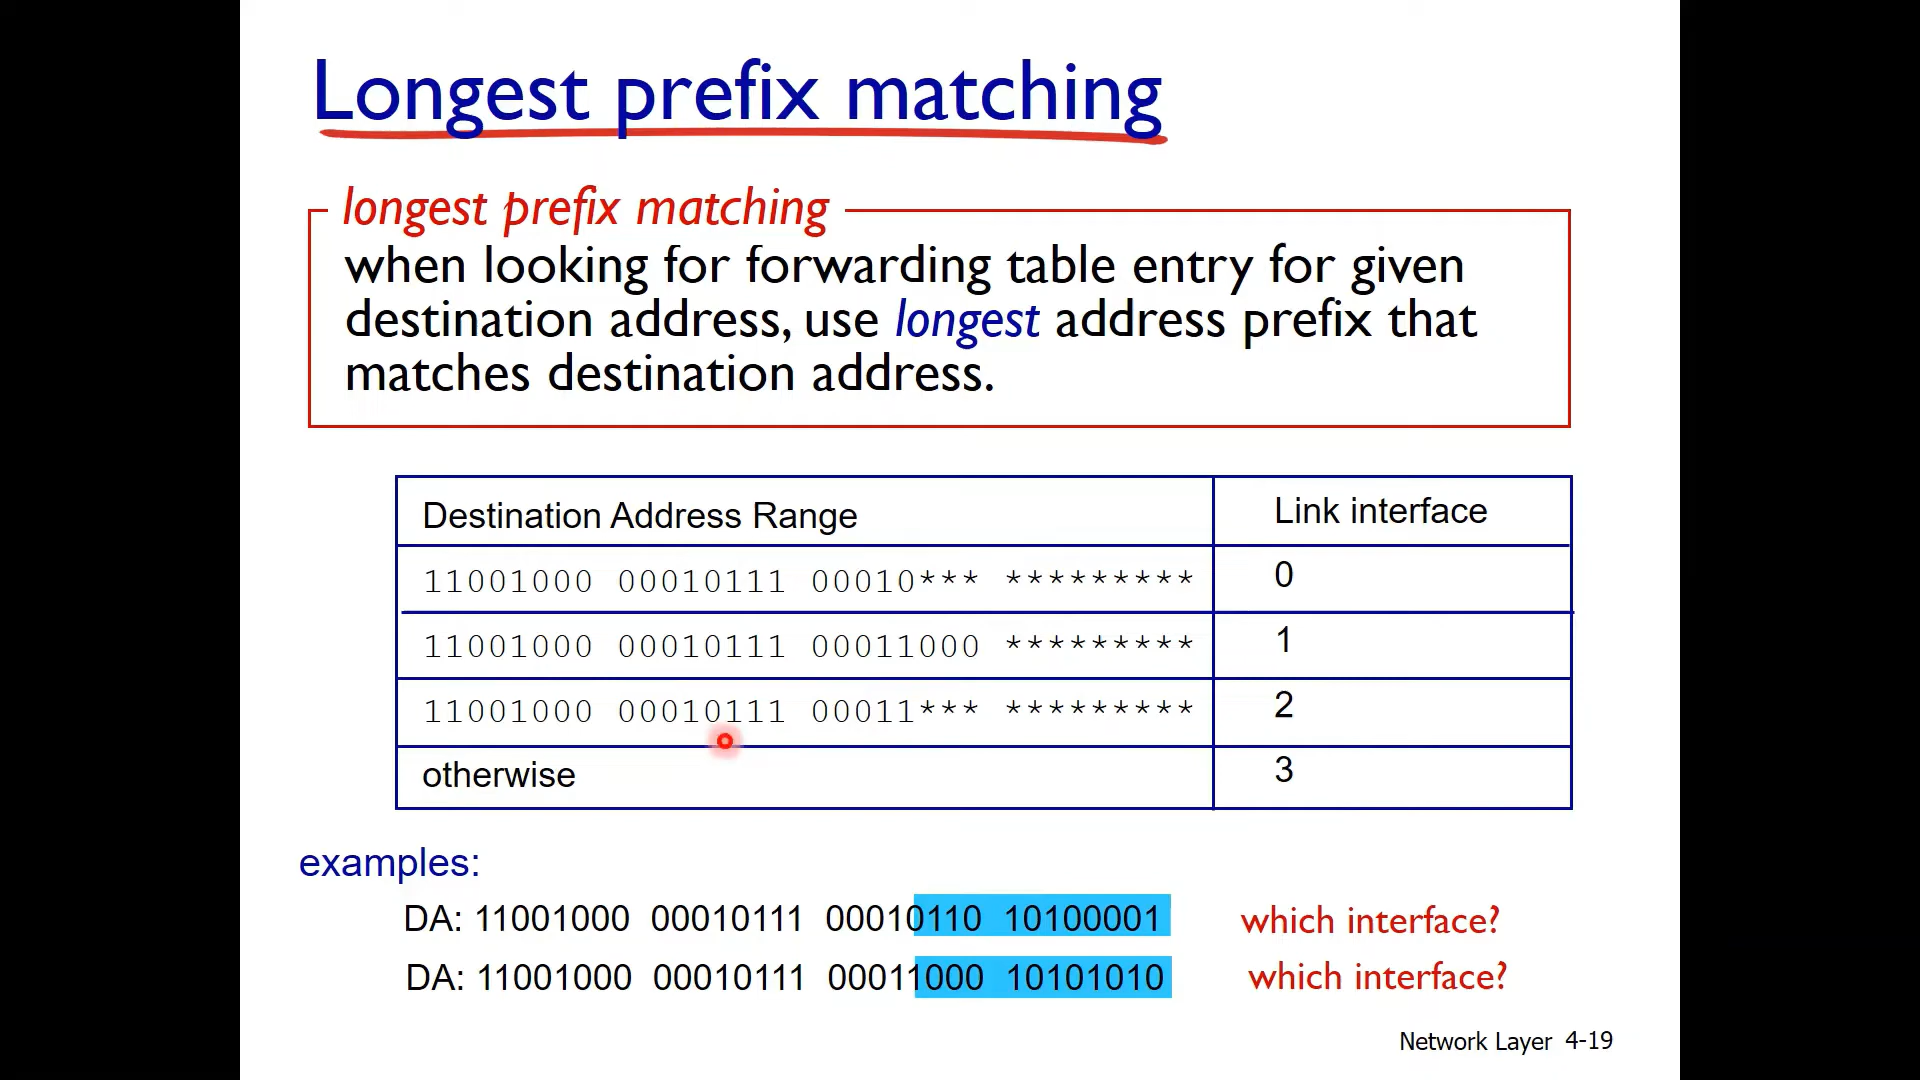 Longest prefix matching
longest prefix matching
when looking for forwarding table entry for given
destination address, use longest address prefix that
matches destination address.
Destination Address Range Link interface
11001000 00010111 00010*** ********* 0
11001000 00010111 00011000 ********* 1
11001000 00010111 00011*** ********* 2
otherwise 3
examples:
DA: 11001000 00010111 00010110 10100001 which interface?
DA: 11001000 00010111 00011000 10101010 which interface?
Network Layer 4-19